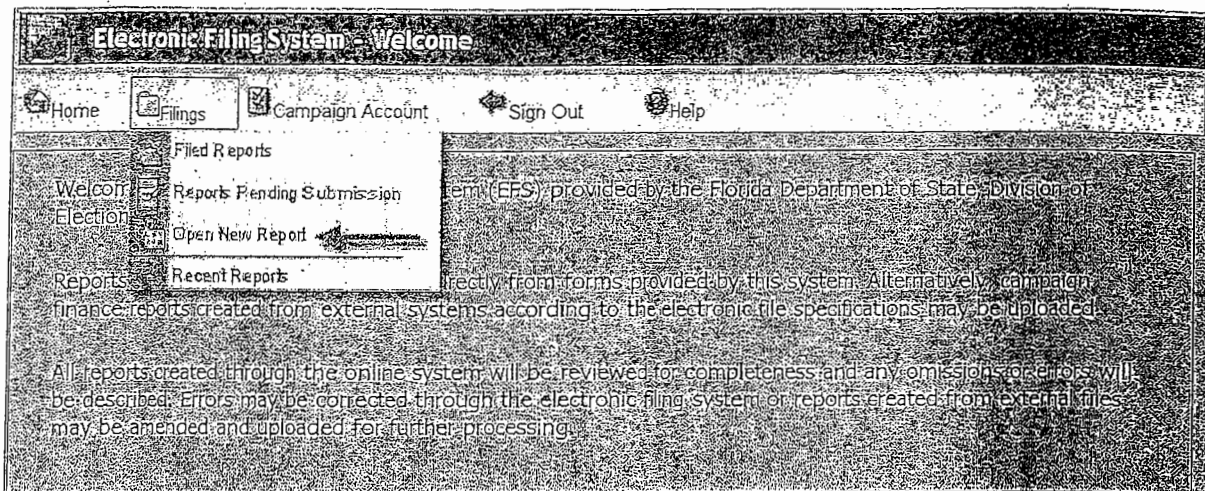 Electronic Filing System - Welcome
Home Filings Campaign Account Sign Out Help
Filed Reports
Reports Pending Submission
Open New Report
Recent Reports
Welcom em (EFS) provided by the Florida Department of State, Division of
Election
Reports rectly from forms provided by this system. Alternatively, campaign
finance reports created from external systems according to the electronic file specifications may be uploaded.
All reports created through the online system will be reviewed for completeness and any omissions or errors will
be described. Errors may be corrected through the electronic filing system or reports created from external files
may be amended and uploaded for further processing.